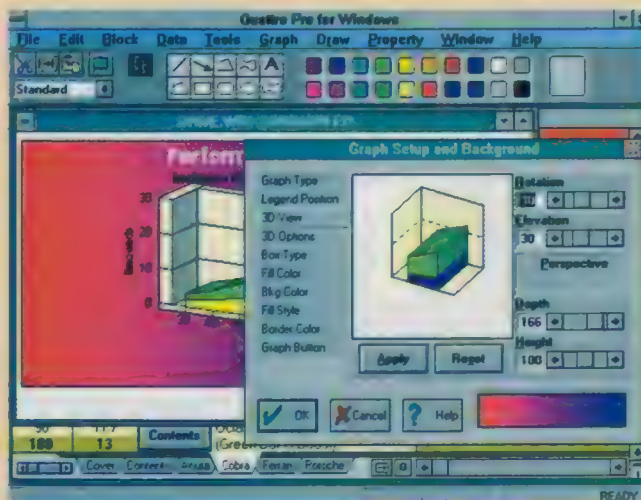 Quattro Pro for Windows
File Edit Block Data Tools Graph Draw Property Window Help
A
Standard
Graph Setup and Background
Graph Type
Legend Position
3D View
3D Options
Box Type
Fill Color
Bkg Color
Fill Style
Border Color
Graph Button
Rotation
Elevation
30
Perspective
Depth
166
Height
100
Apply Reset
OK Cancel ? Help
30
20
10
0
180 13 Contents
Cover Content Cobra Ferrari Porsche
READY